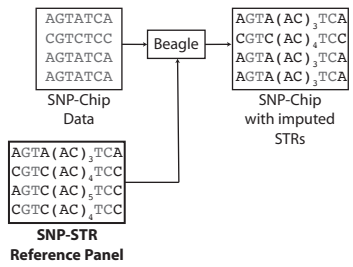 AGTATCA
CGTCTCC
AGTATCA
AGTATCA
SNP-Chip
Data
Beagle
AGTA(AC)₃TCA
CGTC(AC)₄TCC
AGTA(AC)₃TCA
AGTA(AC)₃TCA
SNP-Chip
with imputed
STRs
AGTA(AC)₃TCA
CGTC(AC)₄TCC
AGTC(AC)₅TCC
CGTC(AC)₄TCC
SNP-STR
Reference Panel